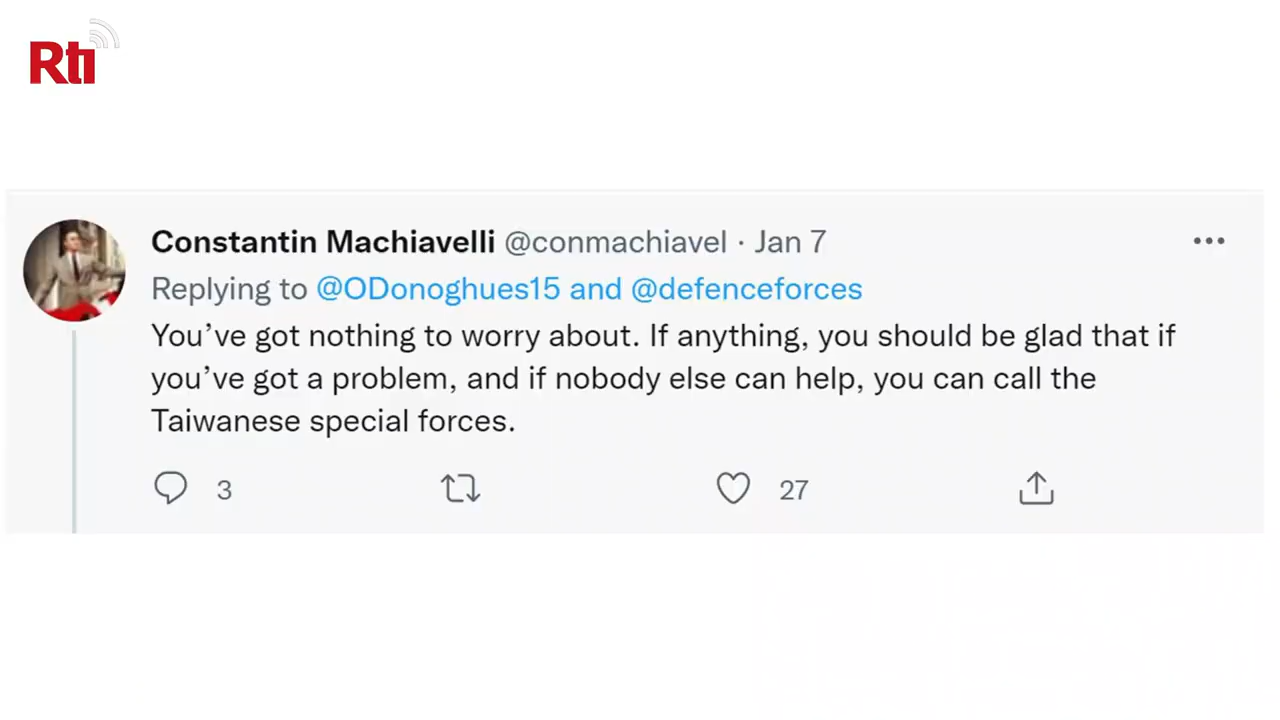 Rti
Constantin Machiavelli @conmachiavel · Jan 7
Replying to @ODonoghues15 and @defenceforces
You’ve got nothing to worry about. If anything, you should be glad that if
you’ve got a problem, and if nobody else can help, you can call the
Taiwanese special forces.
3
27